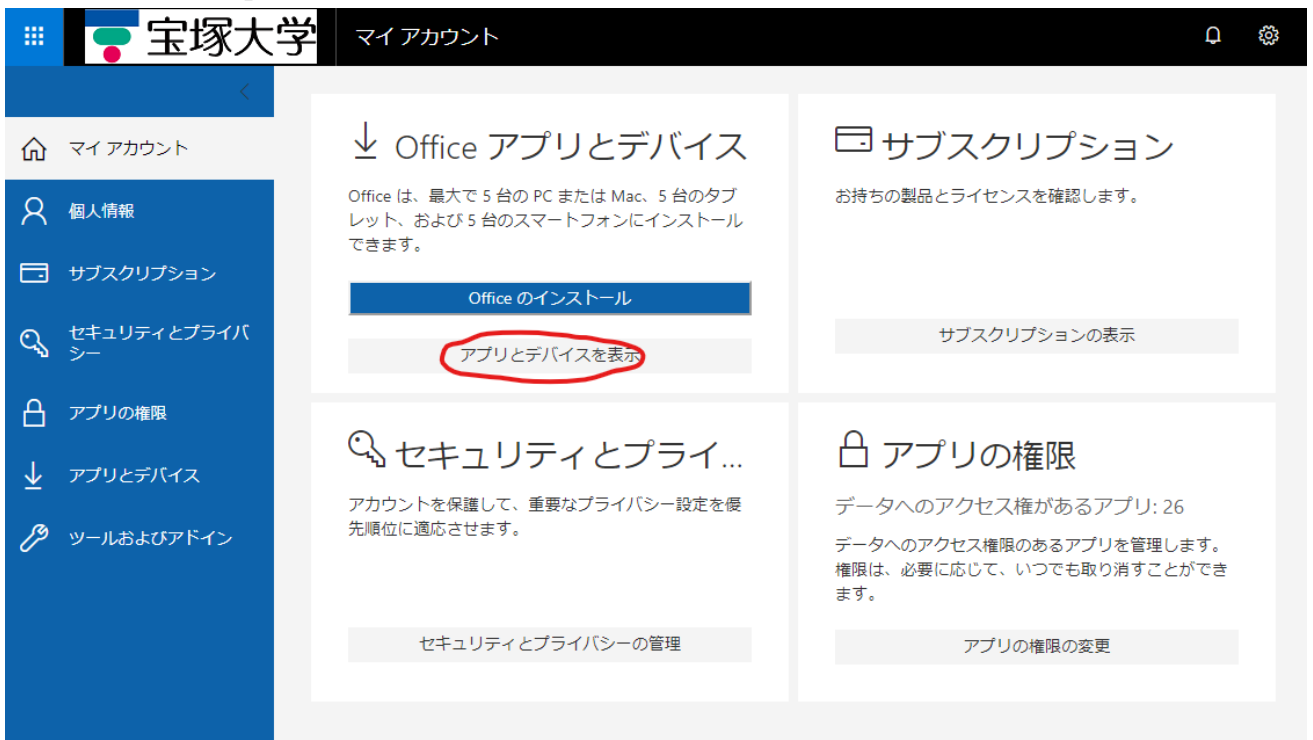 宝塚大学
マイ アカウント
マイ アカウント
個人情報
サブスクリプション
セキュリティとプライバ
シー
アプリの権限
アプリとデバイス
ツールおよびアドイン
Office アプリとデバイス
Office は、最大で 5 台の PC または Mac、5 台のタブ
レット、および 5 台のスマートフォンにインストール
できます。
Office のインストール
アプリとデバイスを表示
サブスクリプション
お持ちの製品とライセンスを確認します。
サブスクリプションの表示
セキュリティとプライ...
アカウントを保護して、重要なプライバシー設定を優
先順位に適応させます。
セキュリティとプライバシーの管理
アプリの権限
データへのアクセス権があるアプリ: 26
データへのアクセス権限のあるアプリを管理します。
権限は、必要に応じて、いつでも取り消すことができ
ます。
アプリの権限の変更